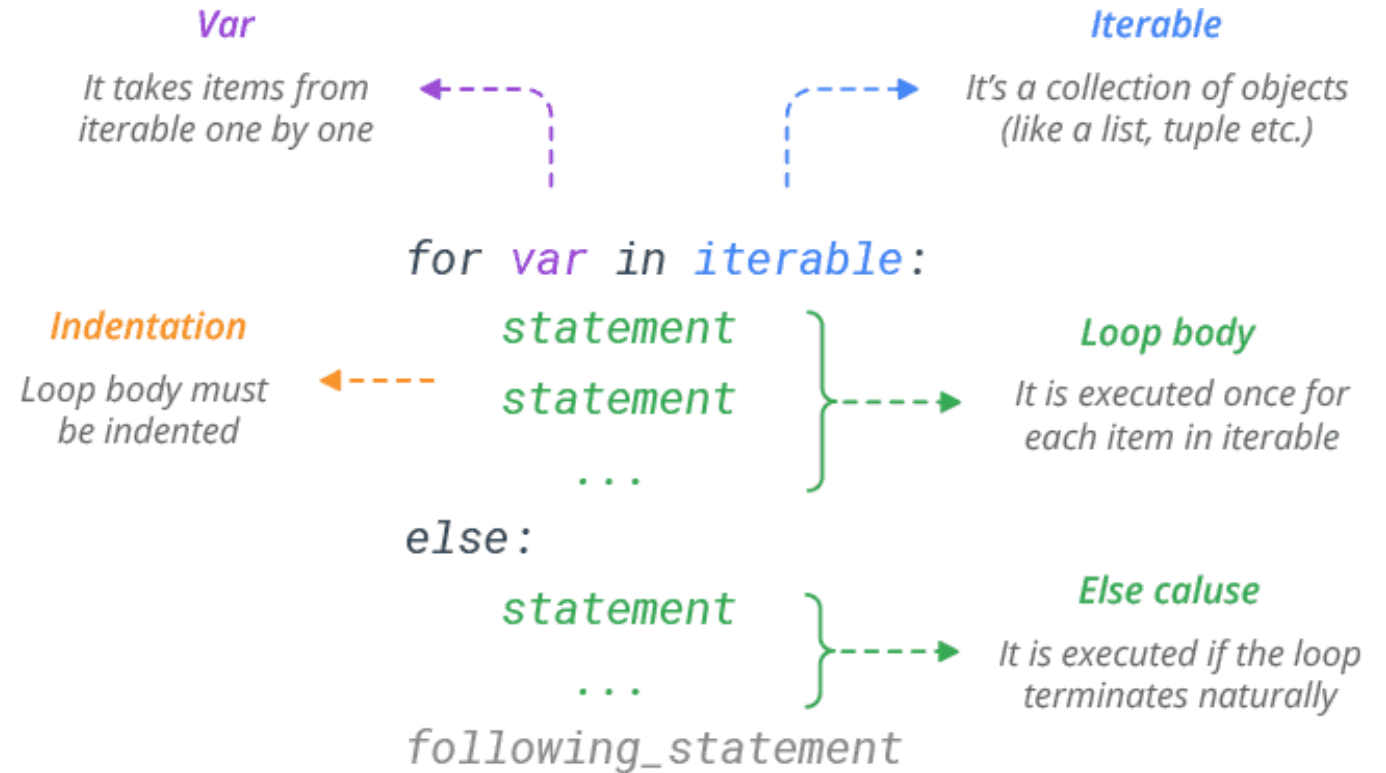 Var
It takes items from
iterable one by one
Iterable
It's a collection of objects
(like a list, tuple etc.)
for var in iterable:
Indentation
Loop body must
be indented
statement
statement
...
Loop body
It is executed once for
each item in iterable
else:
statement
...
Else caluse
It is executed if the loop
terminates naturally
following_statement